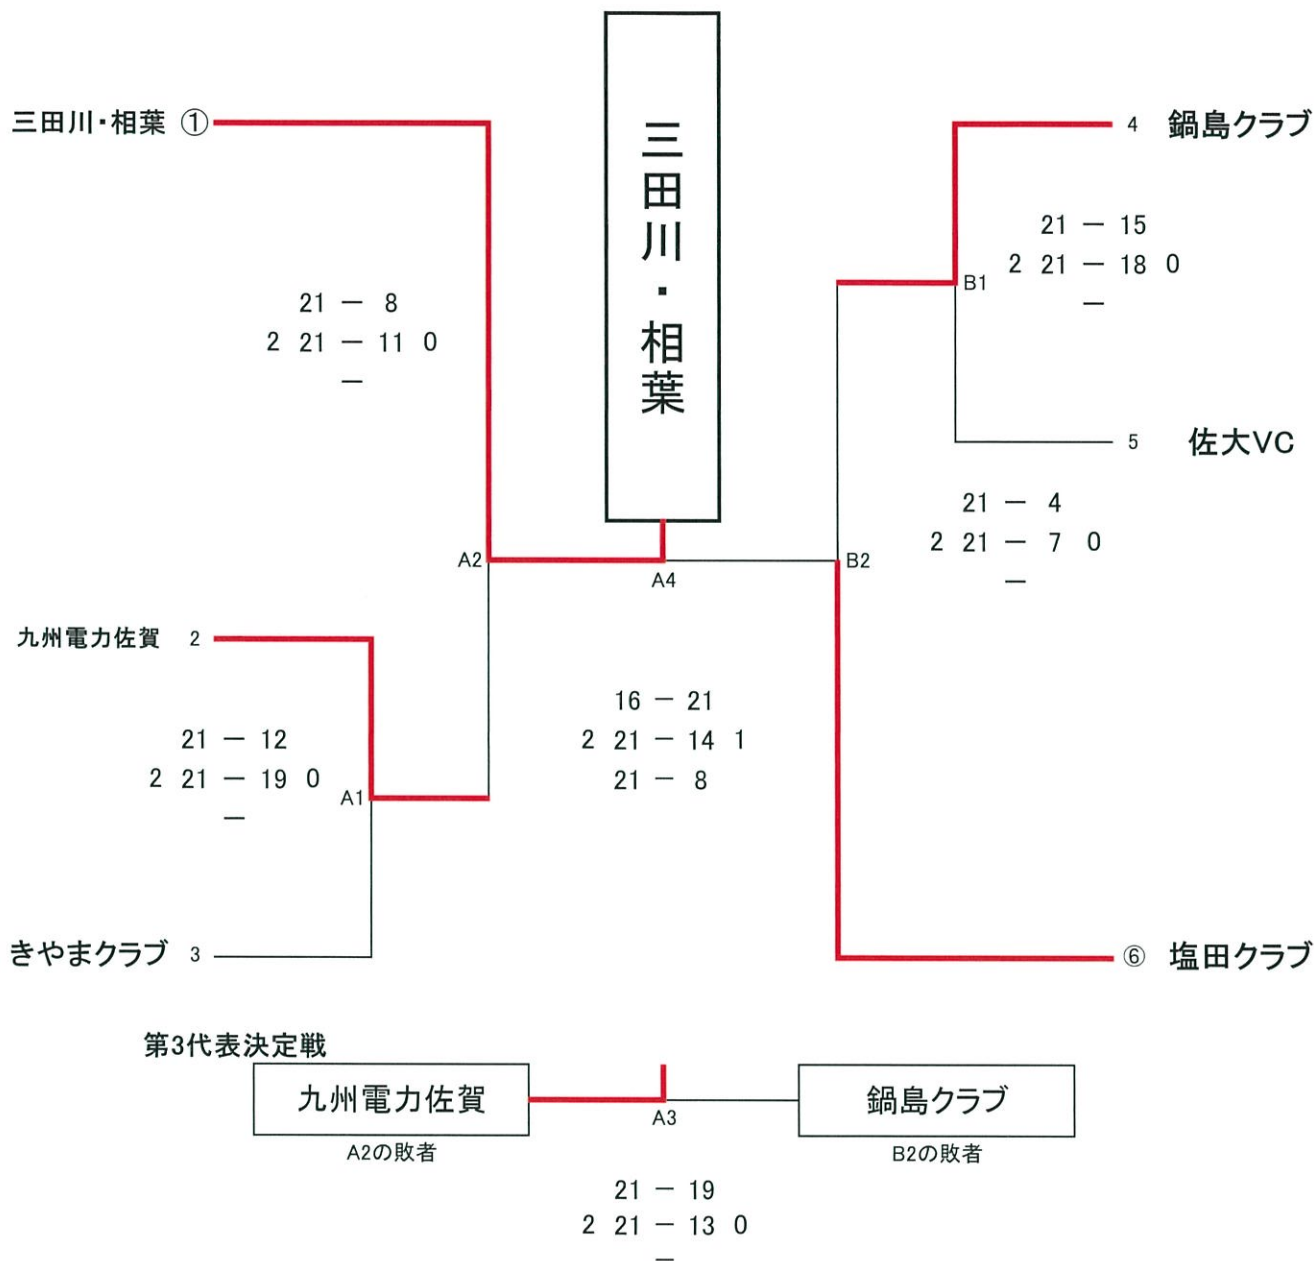 三田川・相葉
三田川・相葉 ①
4 鍋島クラブ
21 ー 15
2 21 ー 18 0
ー
B1
21 ー 8
2 21 ー 11 0
ー
5 佐大VC
21 ー 4
2 21 ー 7 0
ー
A2
A4
B2
九州電力佐賀 2
16 ー 21
2 21 ー 14 1
21 ー 8
21 ー 12
2 21 ー 19 0
ー
A1
きやまクラブ 3
⑥ 塩田クラブ
第3代表決定戦
九州電力佐賀
A3
鍋島クラブ
A2の敗者
B2の敗者
21 ー 19
2 21 ー 13 0
ー